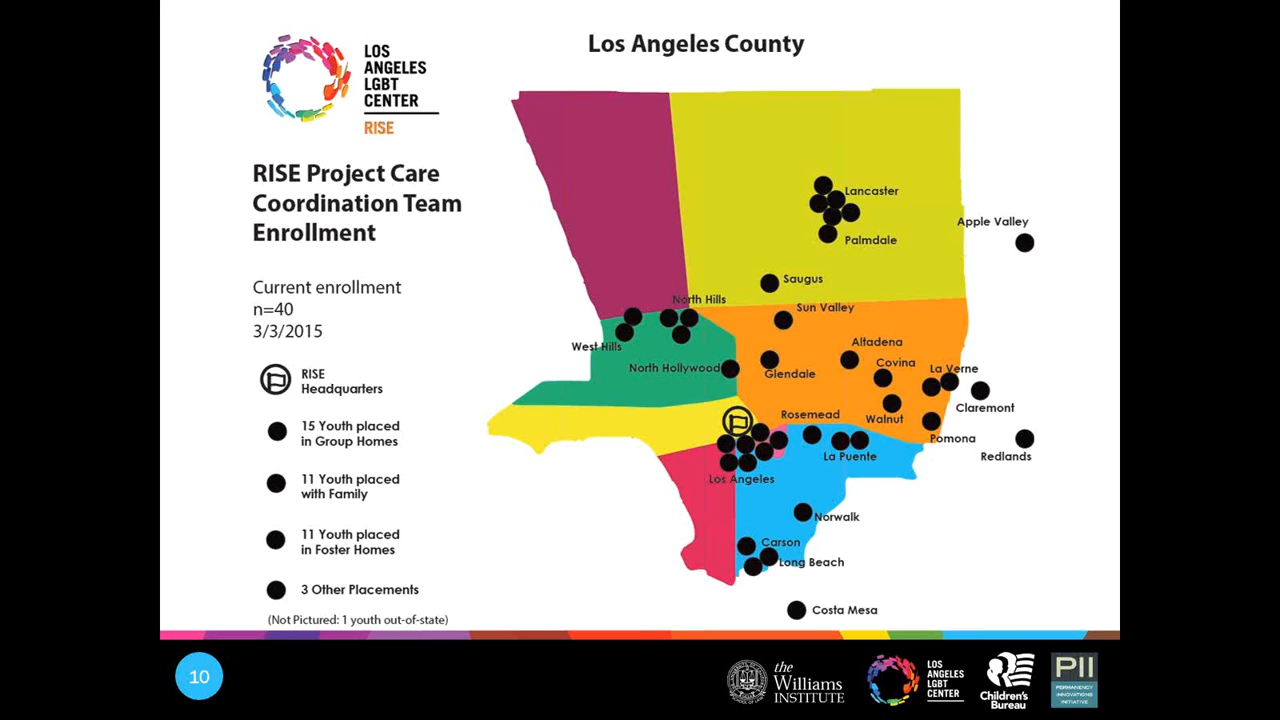 Los Angeles County
LOS
ANGELES
LGBT
CENTER
RISE
RISE Project Care
Coordination Team
Enrollment
Current enrollment
n=40
3/3/2015
RISE
Headquarters
15 Youth placed
in Group Homes
11 Youth placed
with Family
11 Youth placed
in Foster Homes
3 Other Placements
(Not Pictured: 1 youth out-of-state)
Lancaster
Apple Valley
Palmdale
Saugus
North Hills
Sun Valley
West Hills
Altadena
North Hollywood
Glendale
Covina
La Verne
Claremont
Walnut
Rosemead
Pomona
La Puente
Redlands
Los Angeles
Norwalk
Carson
Long Beach
Costa Mesa
10
the
Williams
INSTITUTE
LOS
ANGELES
LGBT
CENTER
Children's
Bureau
PII
PERMANENCY
INNOVATIONS
INITIATIVE